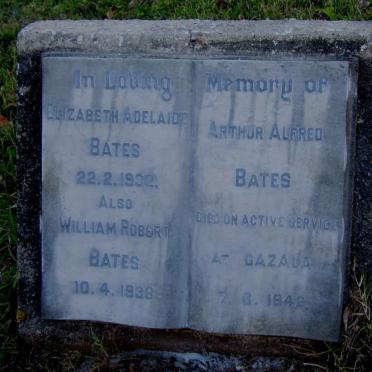 In Loving Memory of
Elizabeth Adelaide
Bates
22.2.1932.
Also
William Robert
Bates
10.4.1938
Arthur Alfred
Bates
Died on Active Service
At Gazala
7.6.1942